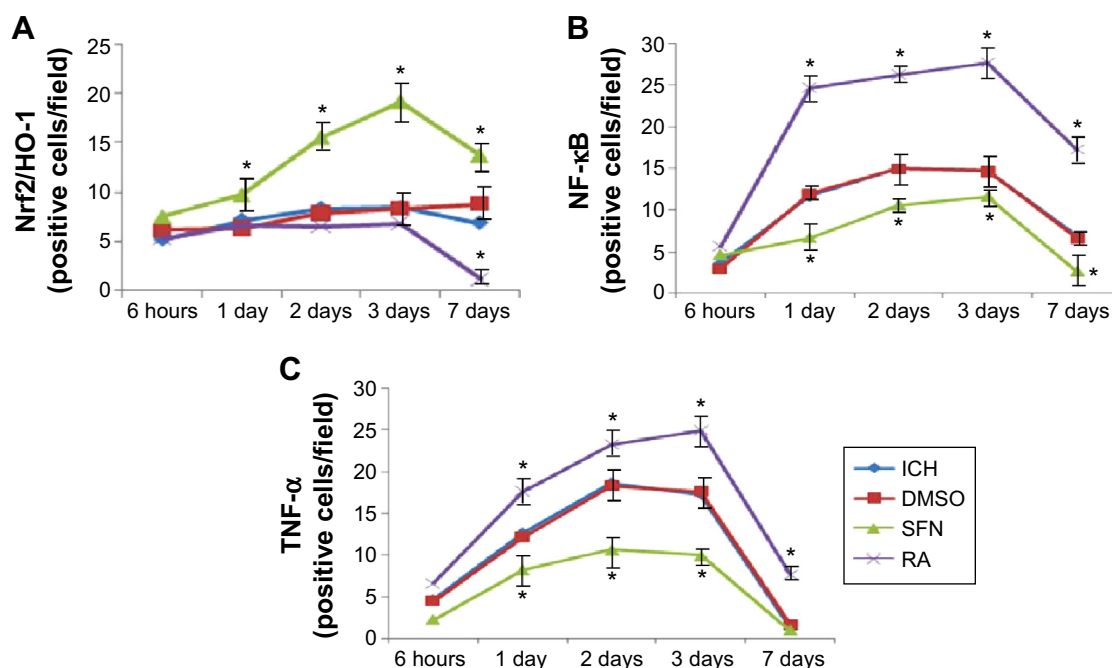 A
Nrf2/HO-1
(positive cells/field)
25
20
15
10
5
0
6 hours 1 day 2 days 3 days 7 days
* * * * *
B
NF-κB
(positive cells/field)
30
25
20
15
10
5
0
6 hours 1 day 2 days 3 days 7 days
* * * * * * * *
C
TNF-α
(positive cells/field)
30
25
20
15
10
5
0
6 hours 1 day 2 days 3 days 7 days
* * * * * * *
ICH
DMSO
SFN
RA